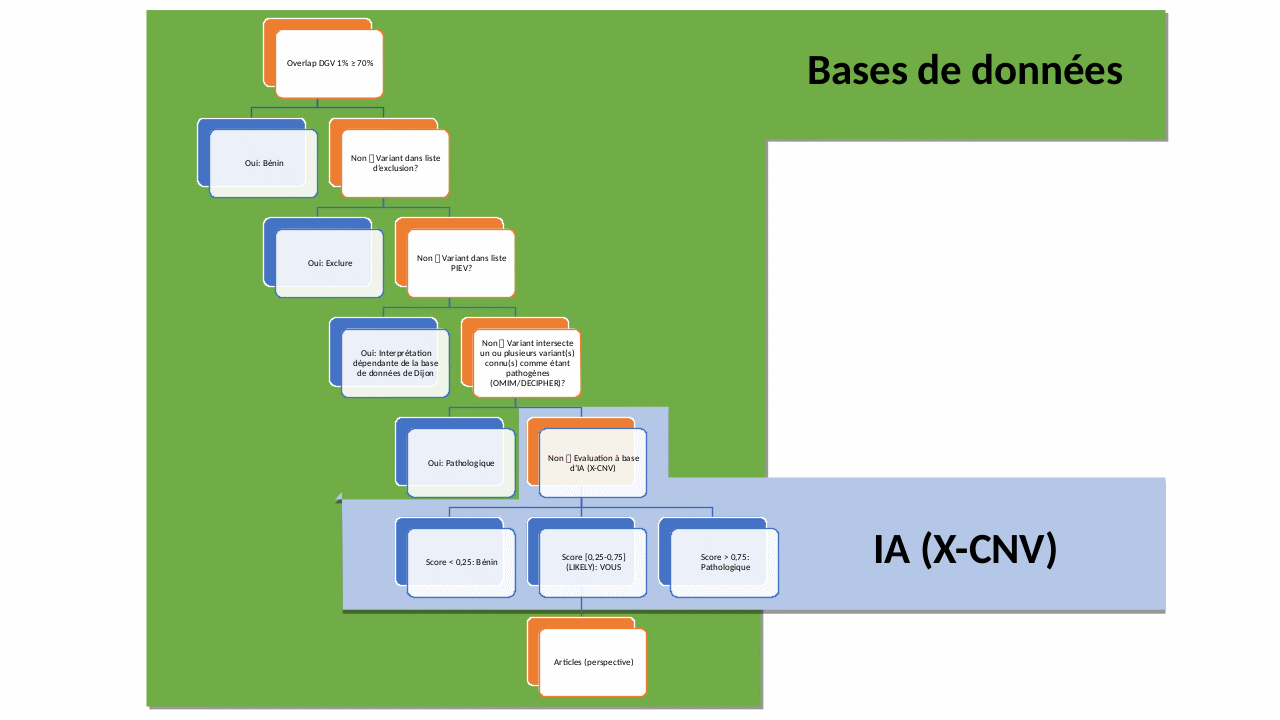 Overlap DGV 1% ≥ 70%
Bases de données
Oui: Bénin
Non  Variant dans liste
d'exclusion?
Oui: Exclure
Non  Variant dans liste
PIEV?
Oui: Interprétation
dépendante de la base
de données de Dijon
Non  Variant intersecte
un ou plusieurs variant(s)
connu(s) comme étant
pathogènes
(OMIM/DECIPHER)?
Oui: Pathologique
Non  Evaluation à base
d'IA (X-CNV)
Score < 0,25: Bénin
Score [0,25-0,75]
(LIKELY): VOUS
Score > 0,75:
Pathologique
IA (X-CNV)
Articles (perspective)